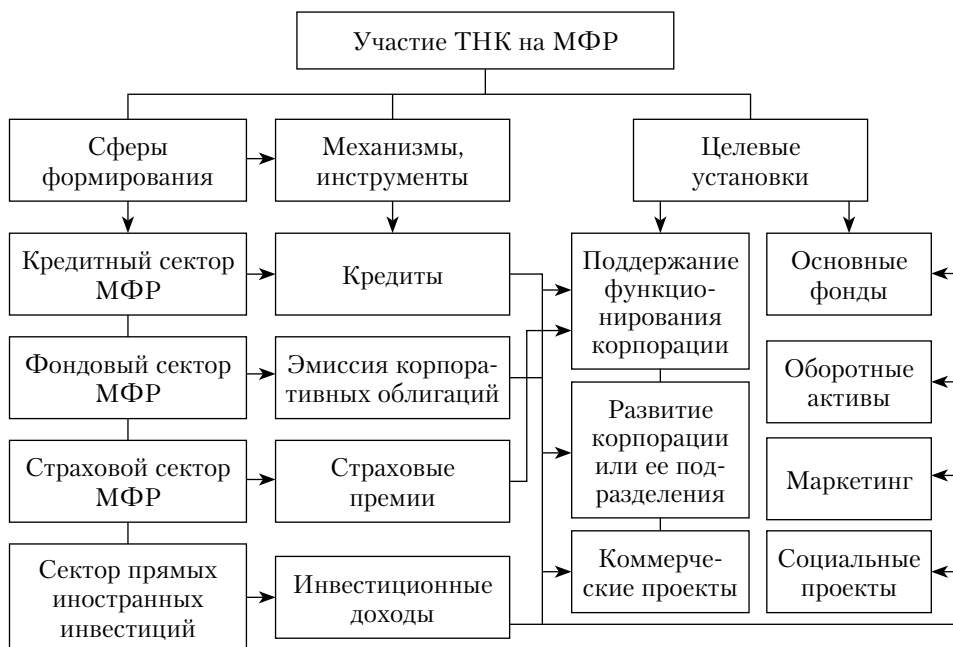 Участие ТНК на МФР
Сферы
формирования
Механизмы,
инструменты
Целевые
установки
Кредитный сектор
МФР
Кредиты
Поддержание
функцио-
нирования
корпорации
Основные
фонды
Фондовый сектор
МФР
Эмиссия корпора-
тивных облигаций
Развитие
корпорации
или ее под-
разделения
Оборотные
активы
Страховой сектор
МФР
Страховые
премии
Маркетинг
Сектор прямых
иностранных
инвестиций
Инвестиционные
доходы
Коммерче-
ские проекты
Социальные
проекты